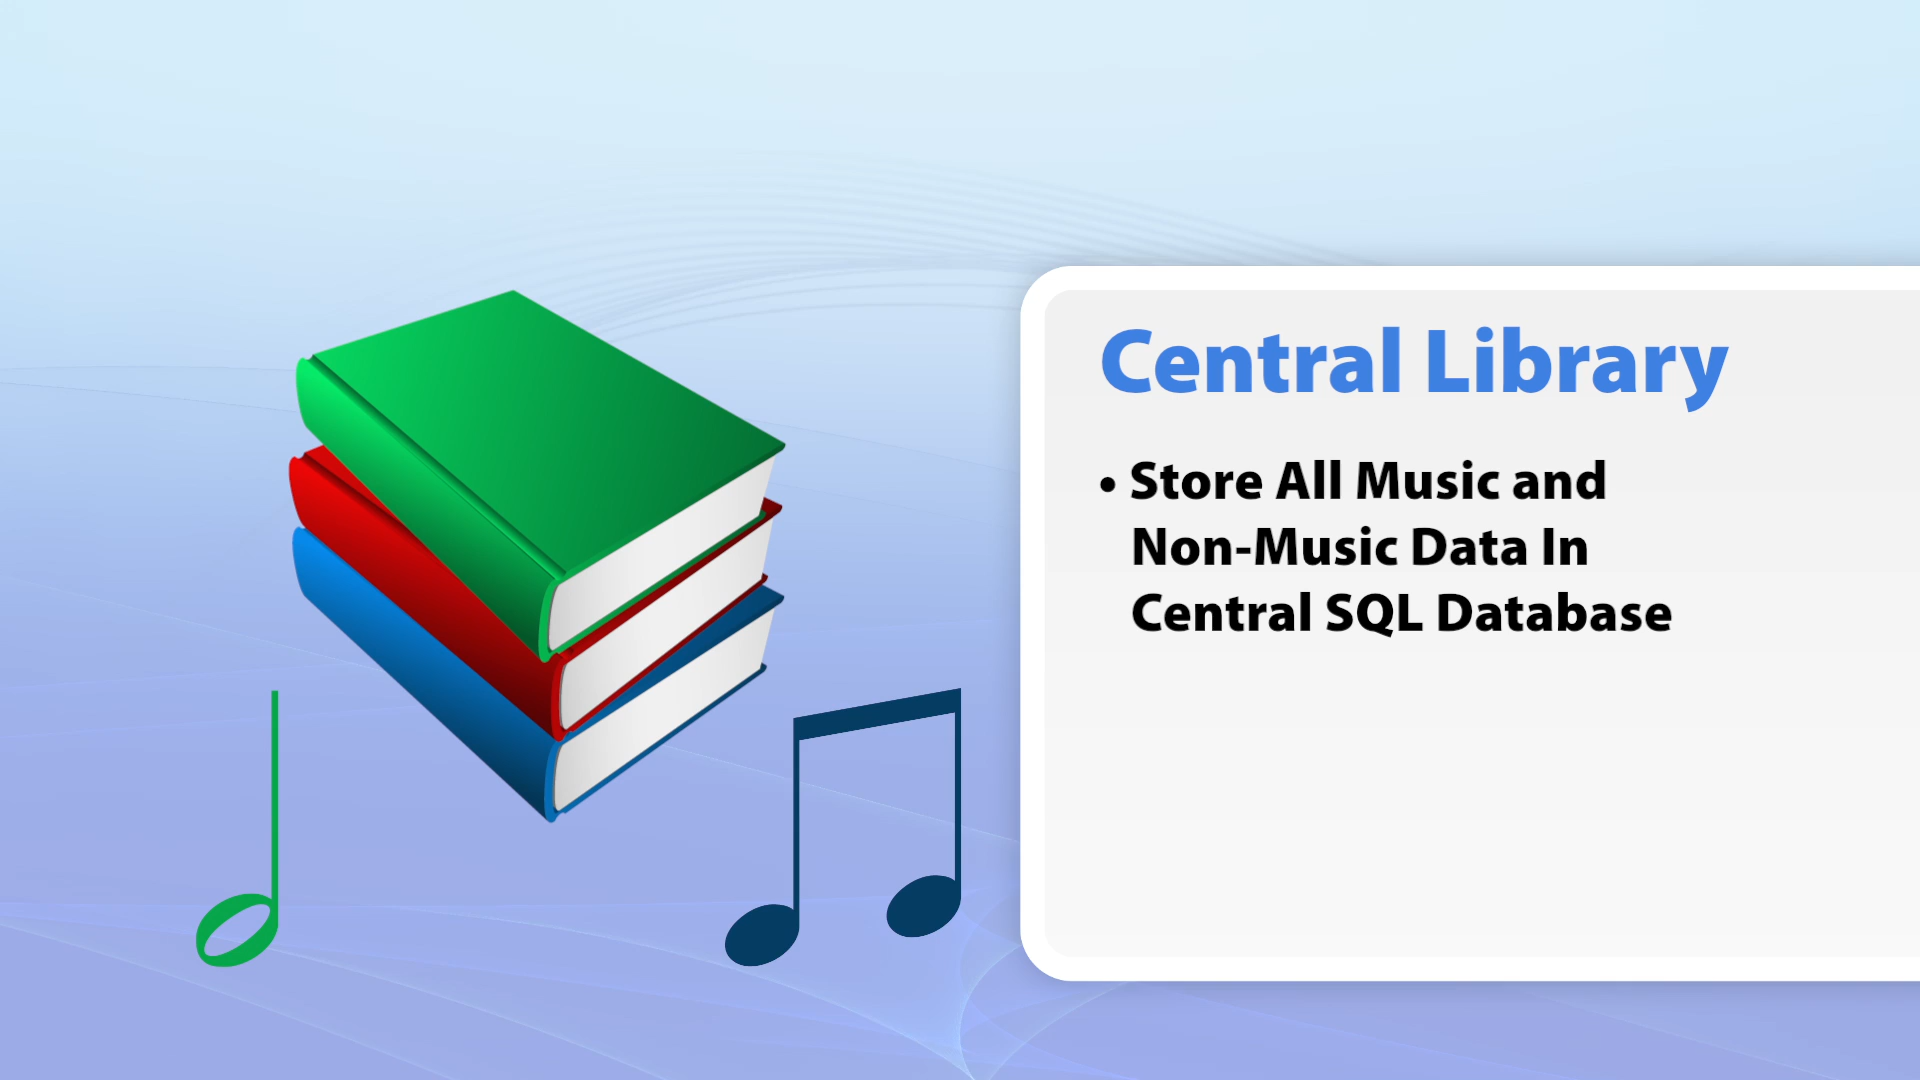 Central Library
• Store All Music and
Non-Music Data In
Central SQL Database